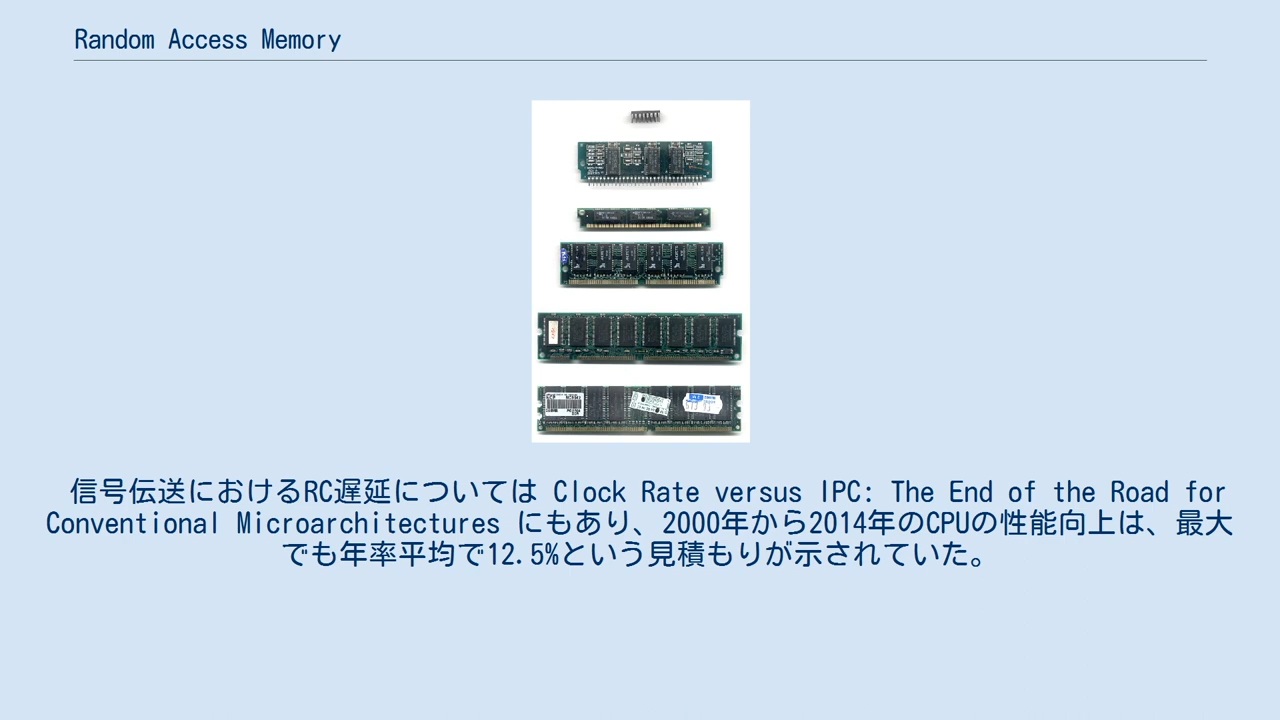 Random Access Memory
信号伝送におけるRC遅延については Clock Rate versus IPC: The End of the Road for
Conventional Microarchitectures にもあり、2000年から2014年のCPUの性能向上は、最大
でも年率平均で12.5%という見積もりが示されていた。